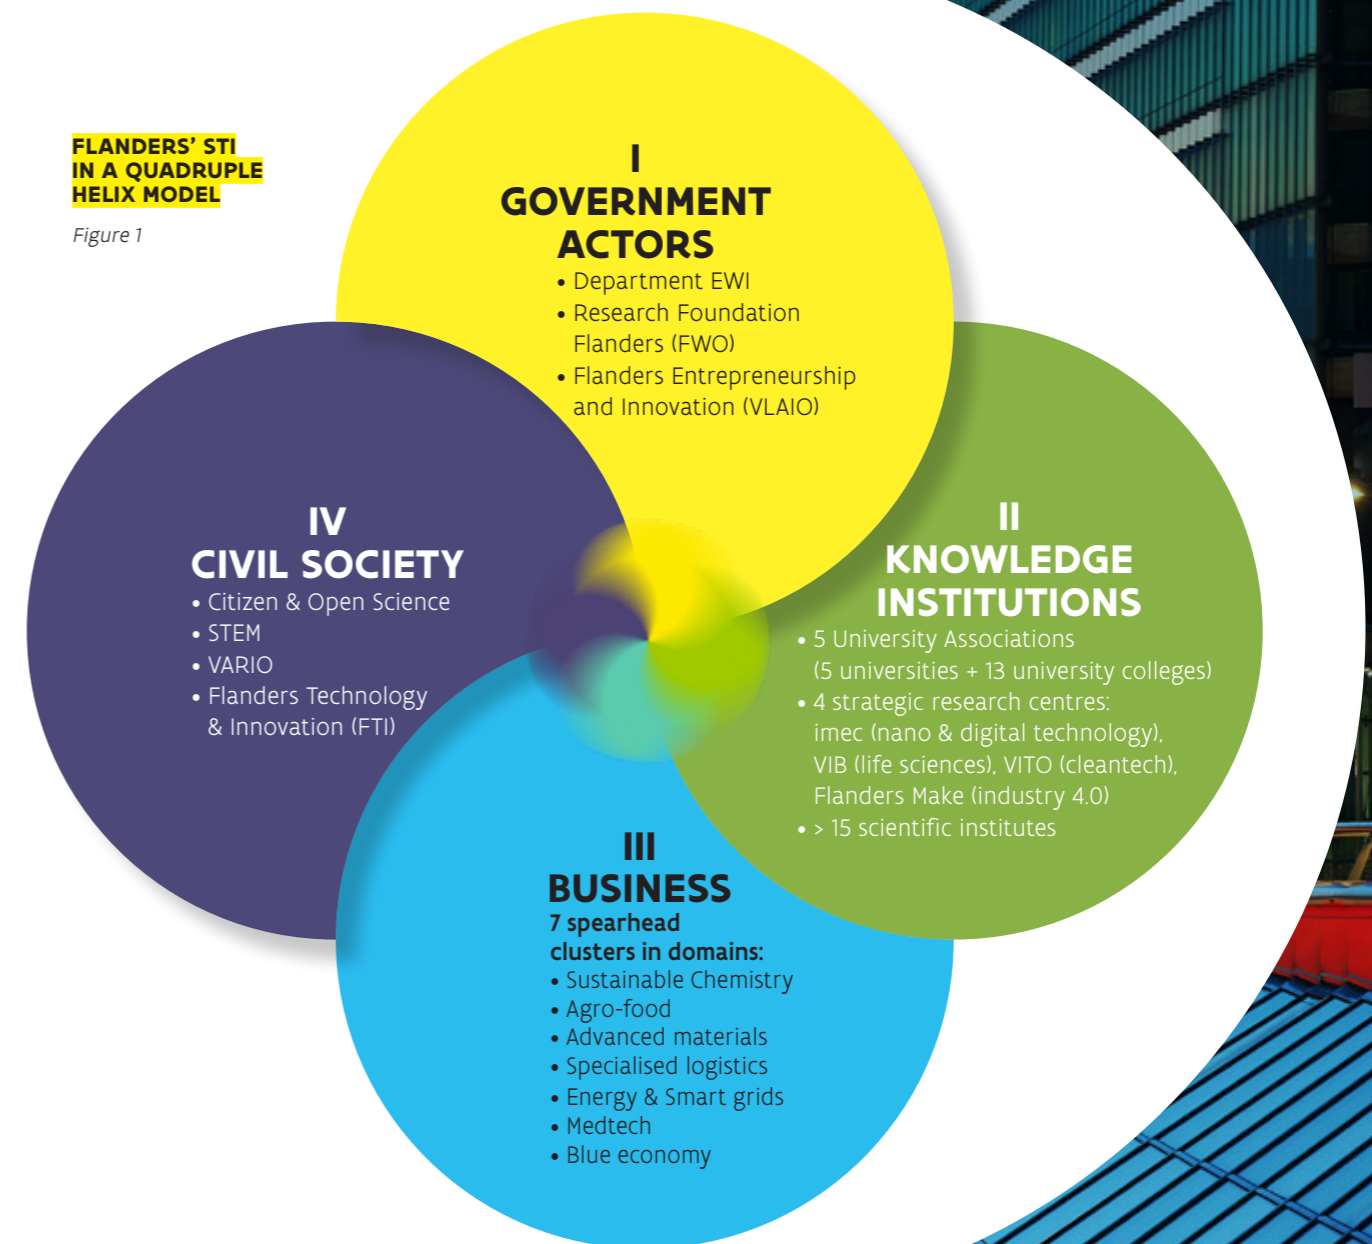 FLANDERS' STI
IN A QUADRUPLE
HELIX MODEL
Figure 1
I
GOVERNMENT
ACTORS
• Department EWI
• Research Foundation
Flanders (FWO)
• Flanders Entrepreneurship
and Innovation (VLAIO)
II
KNOWLEDGE
INSTITUTIONS
• 5 University Associations
(5 universities + 13 university colleges)
• 4 strategic research centres:
imec (nano & digital technology),
VIB (life sciences), VITO (cleantech),
Flanders Make (industry 4.0)
• > 15 scientific institutes
III
BUSINESS
7 spearhead
clusters in domains:
• Sustainable Chemistry
• Agro-food
• Advanced materials
• Specialised logistics
• Energy & Smart grids
• Medtech
• Blue economy
IV
CIVIL SOCIETY
• Citizen & Open Science
• STEM
• VARIO
• Flanders Technology
& Innovation (FTI)